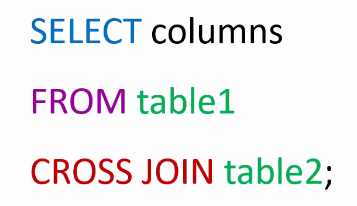 SELECT columns
FROM table1
CROSS JOIN table2;